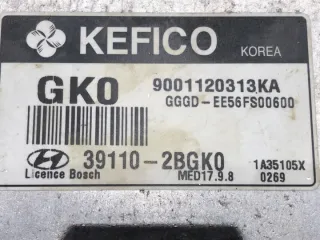 KEFICO KOREA
GK0 9001120313KA
GGGD-EE56FS00600
39110-2BGK0 1A35105X
Licence Bosch MED17.9.8 0269